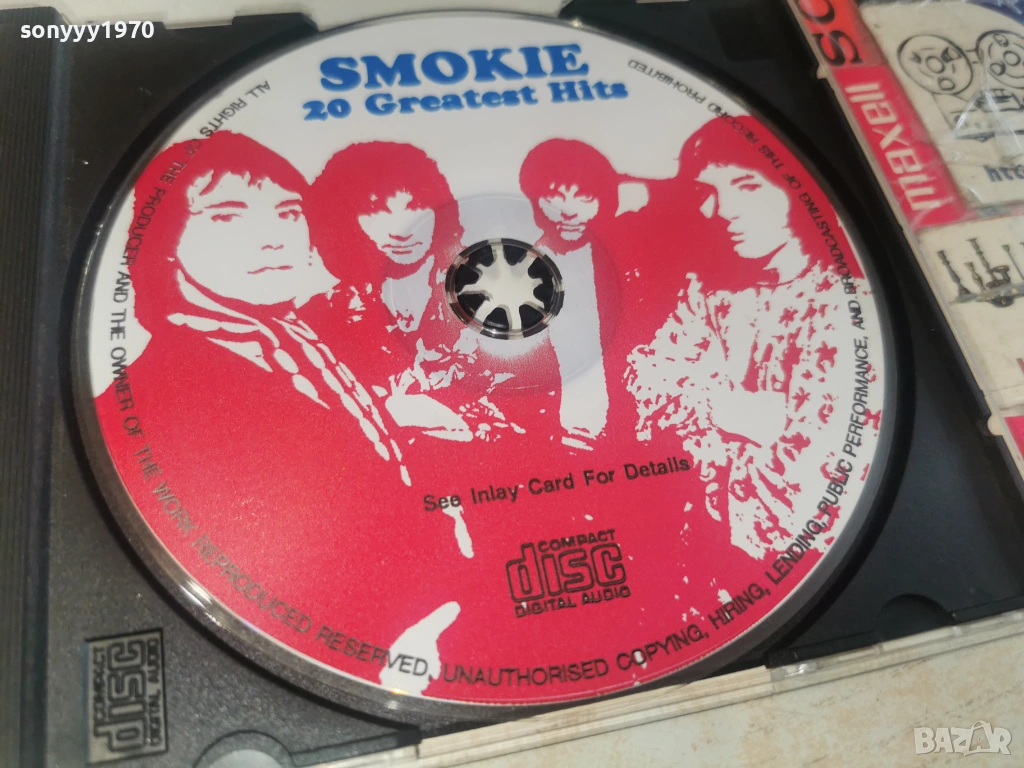 sonyyy1970
SMOKIE
20 Greatest Hits
ALL RIGHTS OF THE PRODUCER AND THE OWNER OF THE WORK REPRODUCED RESERVED. UNAUTHORISED COPYING, HIRING, LENDING, PUBLIC PERFORMANCE, AND BROADCASTING OF THIS RECORD PROHIBITED
See Inlay Card For Details
COMPACT
disc
DIGITAL AUDIO
COMPACT
disc
DIGITAL AUDIO
maxell
BAZAR